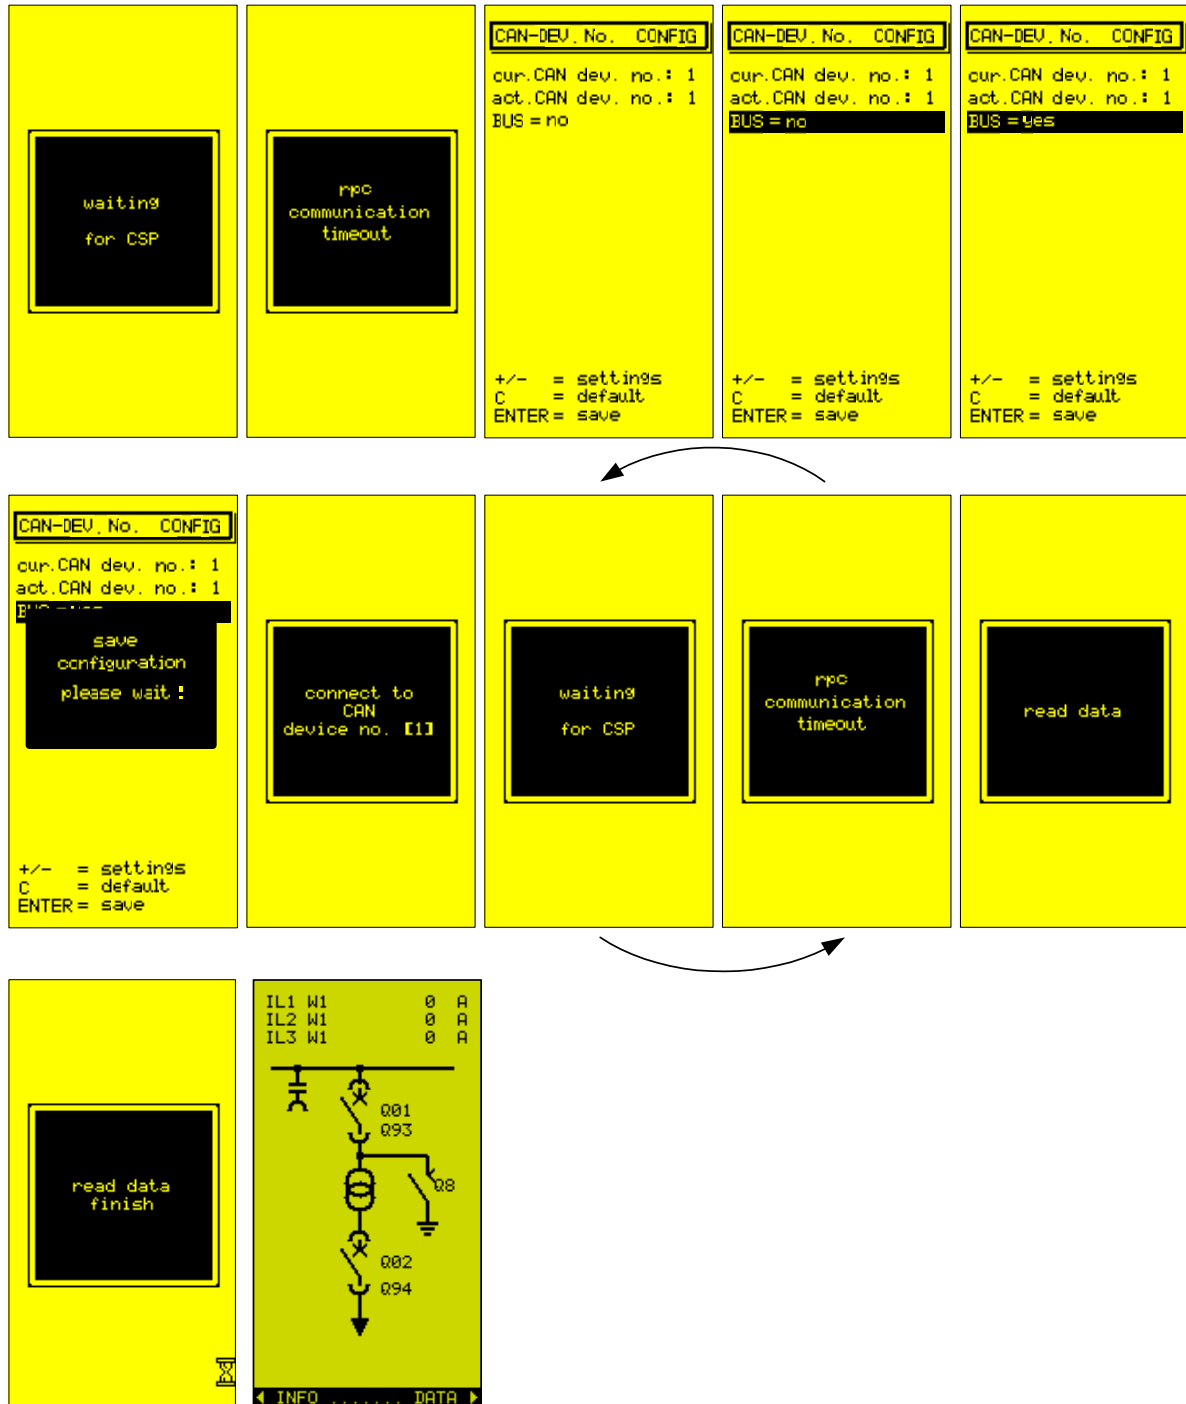 waiting
for CSP
rpc
communication
timeout
CAN-DEV. No. CONFIG
cur.CAN dev. no.: 1
act.CAN dev. no.: 1
BUS = no
+/- = settings
C = default
ENTER = save
CAN-DEV. No. CONFIG
cur.CAN dev. no.: 1
act.CAN dev. no.: 1
BUS = no
+/- = settings
C = default
ENTER = save
CAN-DEV. No. CONFIG
cur.CAN dev. no.: 1
act.CAN dev. no.: 1
BUS = yes
+/- = settings
C = default
ENTER = save
CAN-DEV. No. CONFIG
cur.CAN dev. no.: 1
act.CAN dev. no.: 1
BUS = yes
save
configuration
please wait :
+/- = settings
C = default
ENTER = save
connect to
CAN
device no. [1]
waiting
for CSP
rpc
communication
timeout
read data
read data
finish
IL1 W1 0 A
IL2 W1 0 A
IL3 W1 0 A
Q01
Q93
Q8
Q02
Q94
INFO ....... DATA